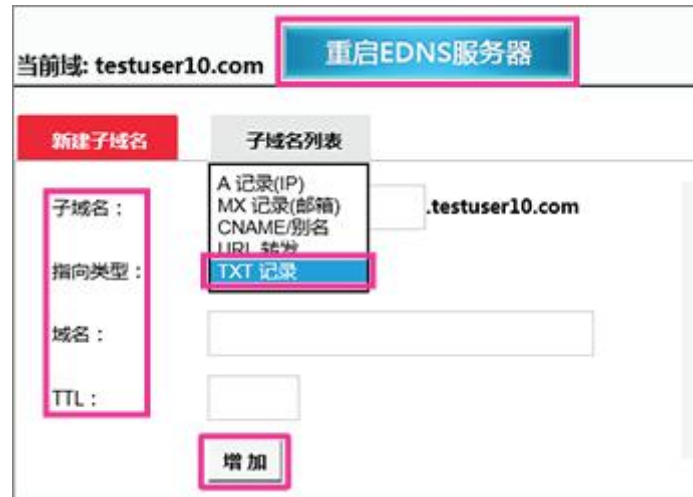 当前域: testuser10.com
重启EDNS服务器
新建子域名
子域名列表
子域名：
A 记录(IP)
MX 记录(邮箱)
CNAME/别名
URL 转发
TXT 记录
.testuser10.com
指向类型：
域名：
TTL：
增 加